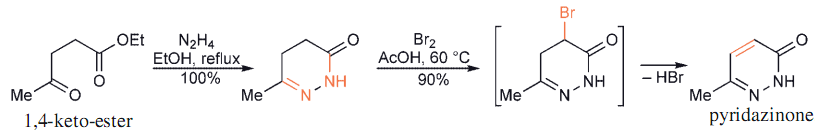 Br
OEt
O
Me
O
1,4-keto-ester
N₂H₄
EtOH, reflux
100%
O
NH
N
Me
Br₂
AcOH, 60 °C
90%
O
NH
N
Me
– HBr
O
NH
N
Me
pyridazinone